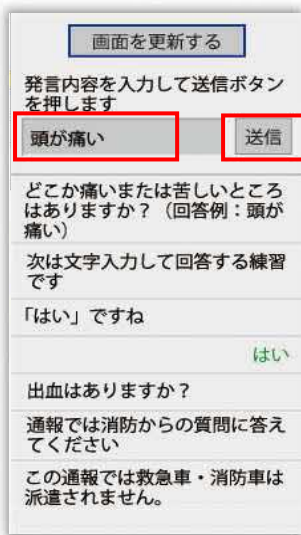 画面を更新する
発言内容を入力して送信ボタン
を押します
頭が痛い
送信
どこか痛いまたは苦しいところ
はありますか？（回答例：頭が
痛い）
次は文字入力して回答する練習
です
「はい」ですね
はい
出血はありますか？
通報では消防からの質問に答え
てください
この通報では救急車・消防車は
派遣されません。